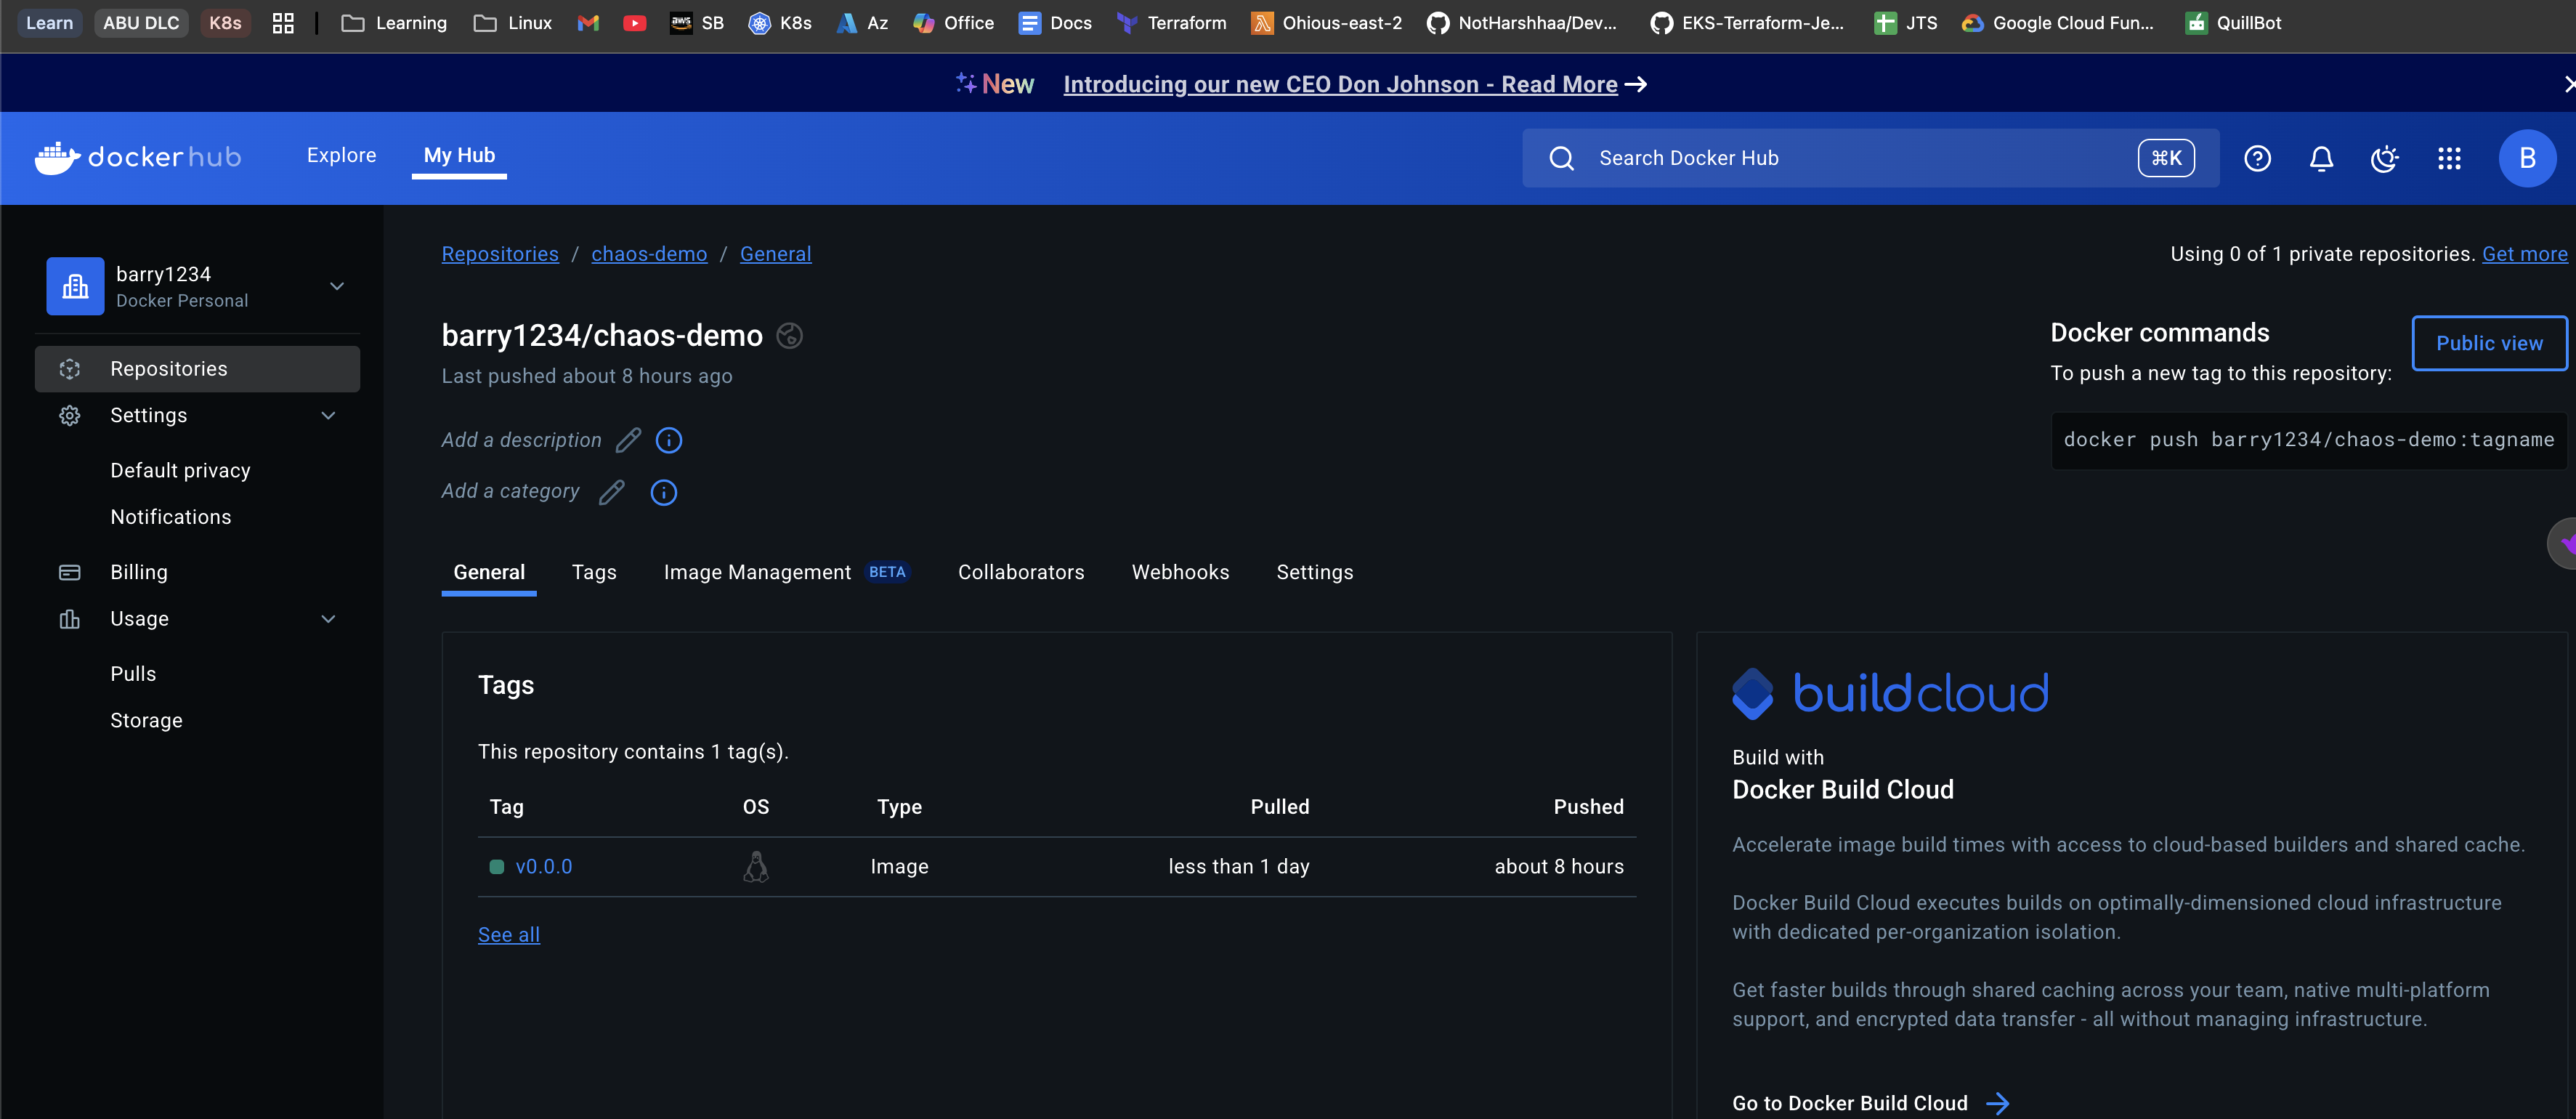 Learn ABU DLC K8s Learning Linux SB K8s Az Office Docs Terraform Ohious-east-2 NotHarshhaa/Dev... EKS-Terraform-Je... JTS Google Cloud Fun... QuillBot
New Introducing our new CEO Don Johnson - Read More
docker hub Explore My Hub Search Docker Hub ⌘K B
barry1234
Docker Personal
Repositories
Settings
Default privacy
Notifications
Billing
Usage
Pulls
Storage
Repositories / chaos-demo / General
Using 0 of 1 private repositories. Get more
barry1234/chaos-demo
Last pushed about 8 hours ago
Add a description
Add a category
Docker commands
Public view
To push a new tag to this repository:
docker push barry1234/chaos-demo:tagname
General Tags Image Management BETA Collaborators Webhooks Settings
Tags
This repository contains 1 tag(s).
Tag OS Type Pulled Pushed
v0.0.0 Image less than 1 day about 8 hours
See all
buildcloud
Build with
Docker Build Cloud
Accelerate image build times with access to cloud-based builders and shared cache.
Docker Build Cloud executes builds on optimally-dimensioned cloud infrastructure
with dedicated per-organization isolation.
Get faster builds through shared caching across your team, native multi-platform
support, and encrypted data transfer - all without managing infrastructure.
Go to Docker Build Cloud